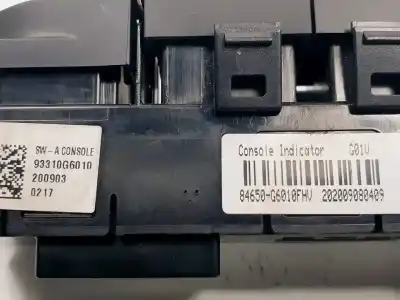 SW-A CONSOLE
93310G6010
200903
0217
Console Indicator G01V
84650-G6010FHV 202009080409